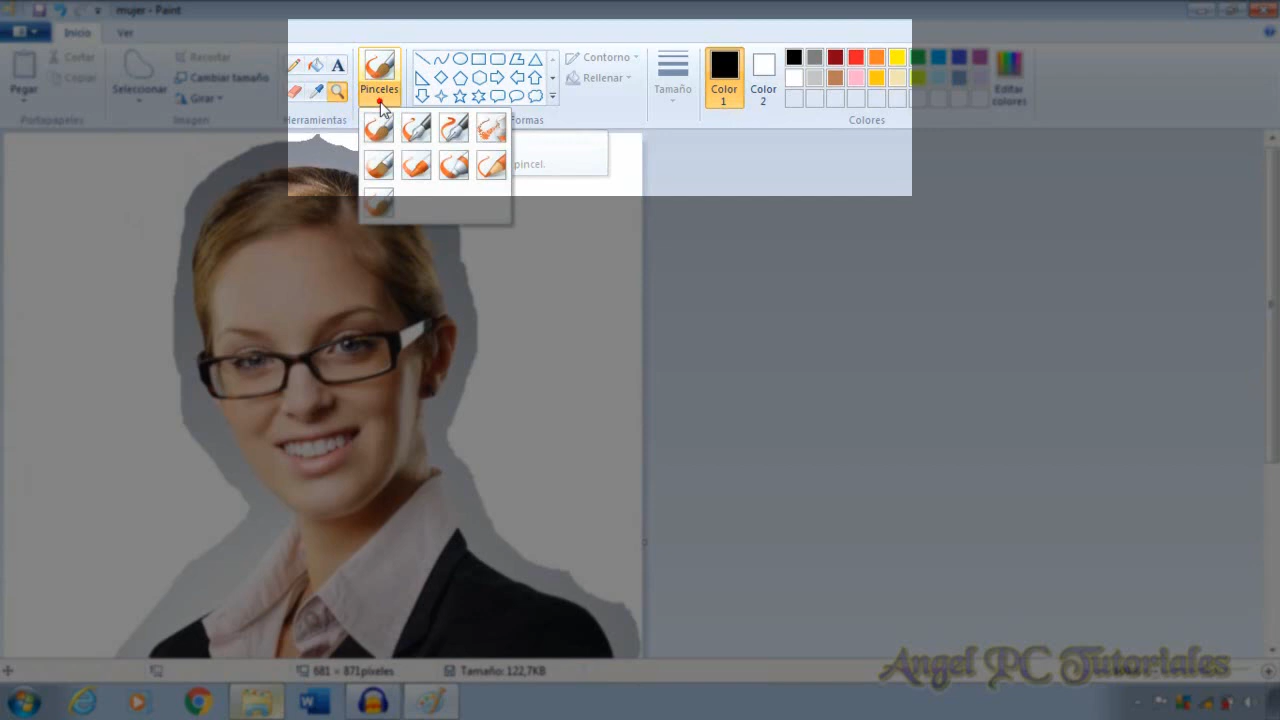 mujer - Paint
Inicio
Ver
Pegar
Cortar
Seleccionar
Recortar
Cambiar tamaño
Girar
Portapapeles
Imagen
A
Herramientas
Pinceles
Formas
pincel.
Contorno
Rellenar
Tamaño
Color
1
Color
2
Editar
colores
Colores
681 × 871píxeles
Tamaño: 122,7KB
Angel PC Tutoriales